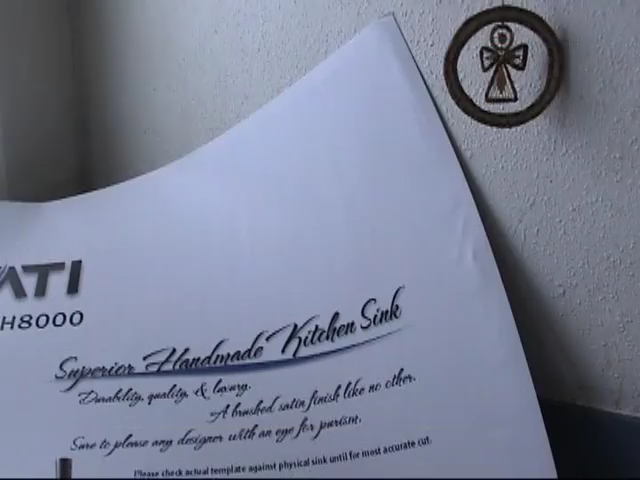 ATI
H8000
Superior Handmade Kitchen Sink
Durability, quality, & luxury.
A brushed satin finish like no other.
Sure to please any designer with an eye for purism.
Please check actual template against physical sink until for most accurate cut.